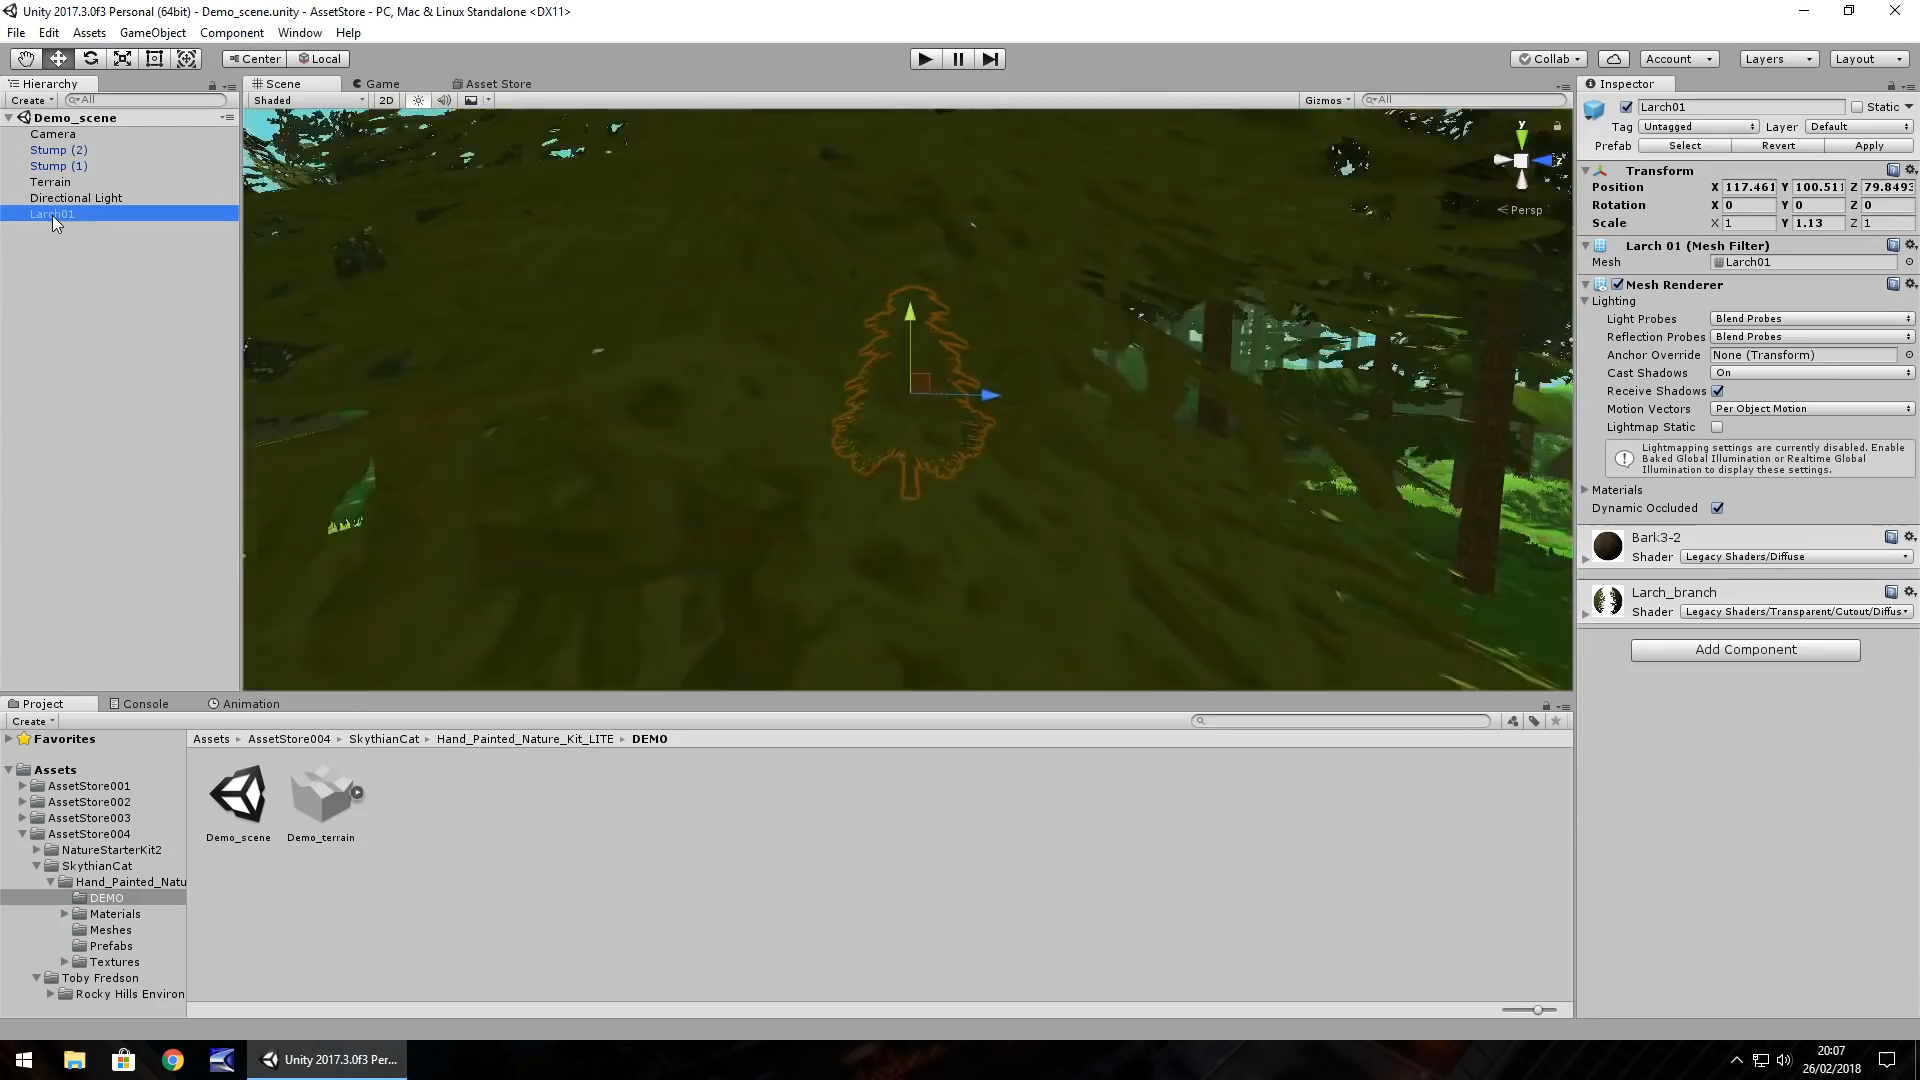 Unity 2017.3.0f3 Personal (64bit) - Demo_scene.unity - AssetStore - PC, Mac & Linux Standalone <DX11>
File Edit Assets GameObject Component Window Help
Center Local Collab Account Layers Layout
Hierarchy Scene Game Asset Store Inspector
Create All Shaded 2D Gizmos All
Demo_scene
Camera
Stump (2)
Stump (1)
Terrain
Directional Light
Larch01
y
z
Persp
Larch01 Static
Tag Untagged Layer Default
Prefab Select Revert Apply
Transform
Position X 117.461 Y 100.511 Z 79.8493
Rotation X 0 Y 0 Z 0
Scale X 1 Y 1.13 Z 1
Larch 01 (Mesh Filter)
Mesh Larch01
Mesh Renderer
Lighting
Light Probes Blend Probes
Reflection Probes Blend Probes
Anchor Override None (Transform)
Cast Shadows On
Receive Shadows
Motion Vectors Per Object Motion
Lightmap Static
Lightmapping settings are currently disabled. Enable
Baked Global Illumination or Realtime Global
Illumination to display these settings.
Materials
Dynamic Occluded
Bark3-2
Shader Legacy Shaders/Diffuse
Larch_branch
Shader Legacy Shaders/Transparent/Cutout/Diffus
Add Component
Project Console Animation
Create
Favorites
Assets
AssetStore001
AssetStore002
AssetStore003
AssetStore004
NatureStarterKit2
SkythianCat
Hand_Painted_Natu
DEMO
Materials
Meshes
Prefabs
Textures
Toby Fredson
Rocky Hills Environ
Assets AssetStore004 SkythianCat Hand_Painted_Nature_Kit_LITE DEMO
Demo_scene Demo_terrain
Unity 2017.3.0f3 Per...
20:07
26/02/2018